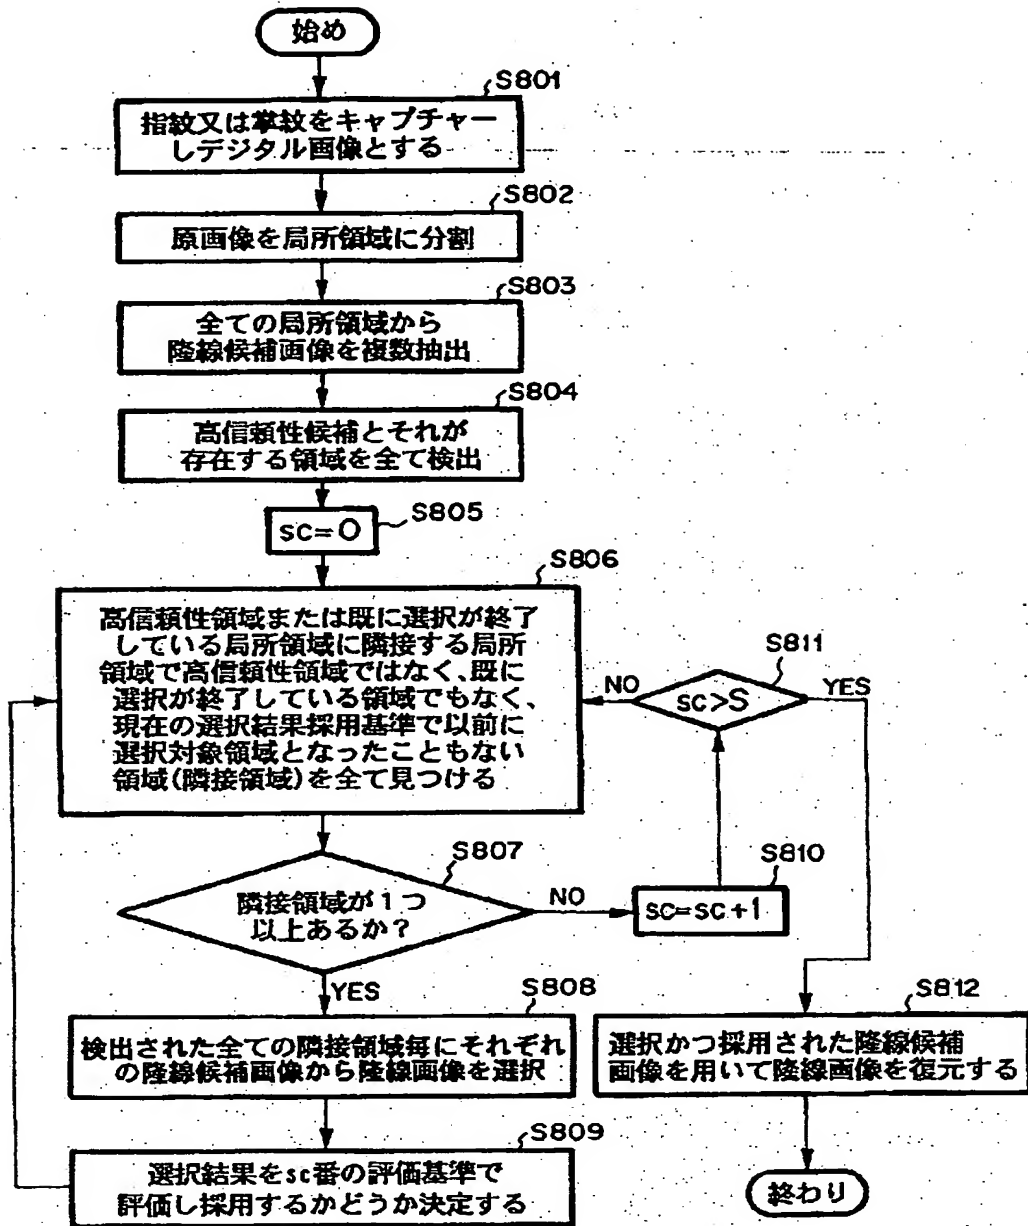 始め
S801
指紋又は掌紋をキャプチャー
しデジタル画像とする
S802
原画像を局所領域に分割
S803
全ての局所領域から
隆線候補画像を複数抽出
S804
高信頼性候補とそれが
存在する領域を全て検出
S805
sc=0
S806
高信頼性領域または既に選択が終了
している局所領域に隣接する局所
領域で高信頼性領域ではなく、既に
選択が終了している領域でもなく、
現在の選択結果採用基準で以前に
選択対象領域となったこともない
領域(隣接領域)を全て見つける
S811
NO
sc>S
YES
S807
隣接領域が1つ
以上あるか?
NO
S810
sc=sc+1
YES
S808
検出された全ての隣接領域毎にそれぞれ
の隆線候補画像から隆線画像を選択
S812
選択かつ採用された隆線候補
画像を用いて隆線画像を復元する
S809
選択結果をsc番の評価基準で
評価し採用するかどうか決定する
終わり